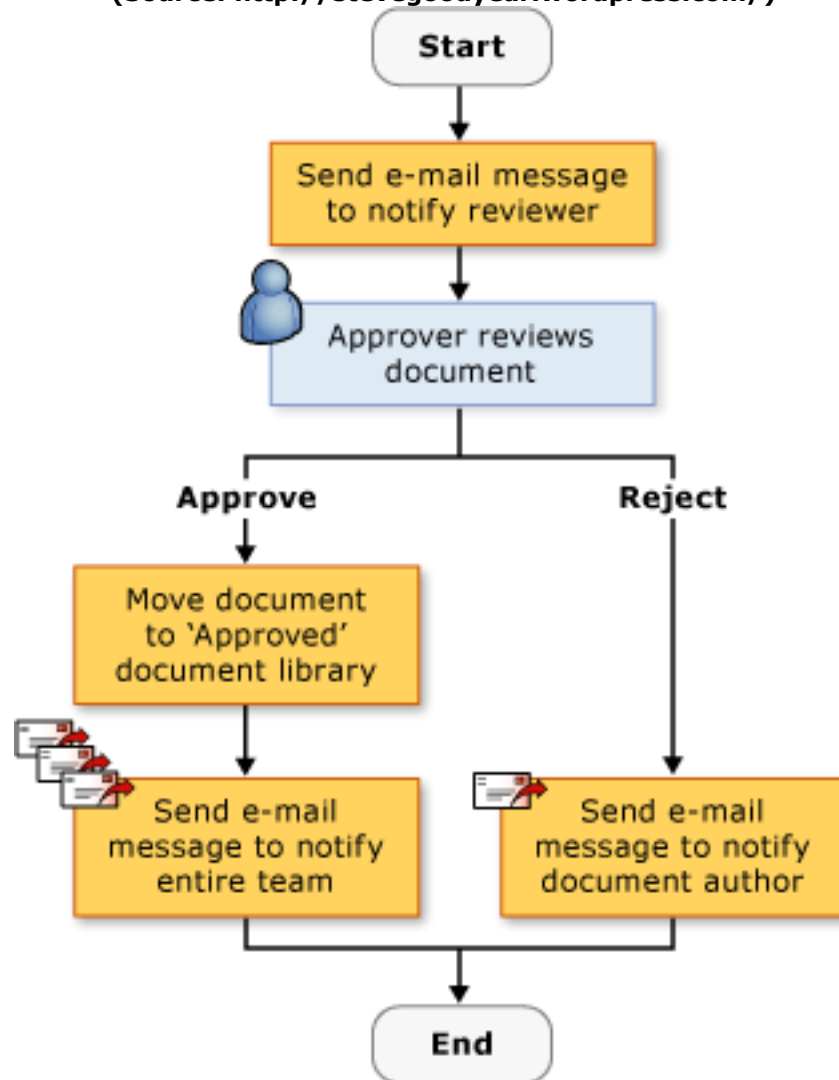 Start
Send e-mail message
to notify reviewer
Approver reviews
document
Approve
Reject
Move document
to ‘Approved’
document library
Send e-mail
message to notify
entire team
Send e-mail
message to notify
document author
End